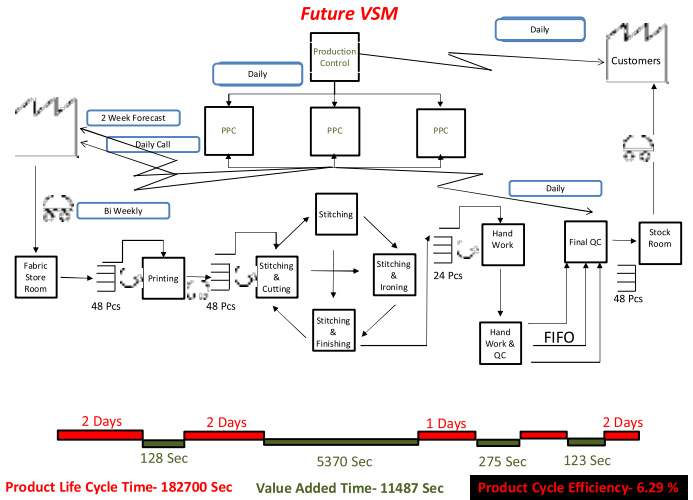 Future VSM
Daily
Production
Control
Customers
Daily
2 Week Forecast
PPC
PPC
PPC
Daily Call
Daily
Bi Weekly
Stitching
Hand
Work
Final QC
Stock
Room
Fabric
Store
Room
Printing
Stitching
&
Cutting
Stitching
&
Ironing
24 Pcs
48 Pcs
48 Pcs
48 Pcs
Stitching
&
Finishing
Hand
Work &
QC
FIFO
2 Days
2 Days
1 Days
2 Days
128 Sec
5370 Sec
275 Sec
123 Sec
Product Life Cycle Time- 182700 Sec
Value Added Time- 11487 Sec
Product Cycle Efficiency- 6.29 %